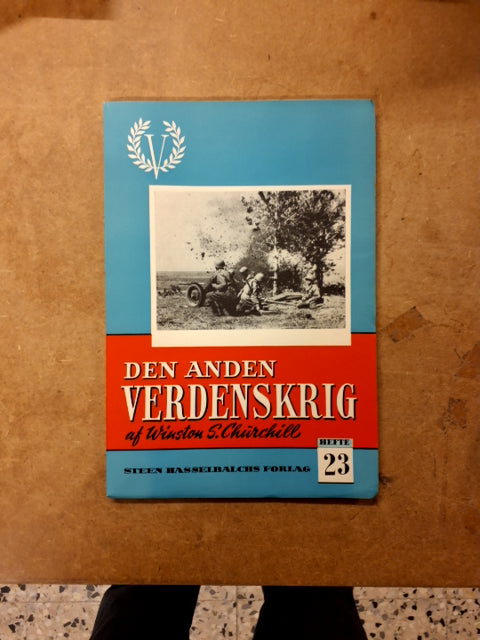 V
DEN ANDEN
VERDENSKRIG
af Winston S. Churchill
HEFTE
23
STEEN HASSELBALCHS FORLAG